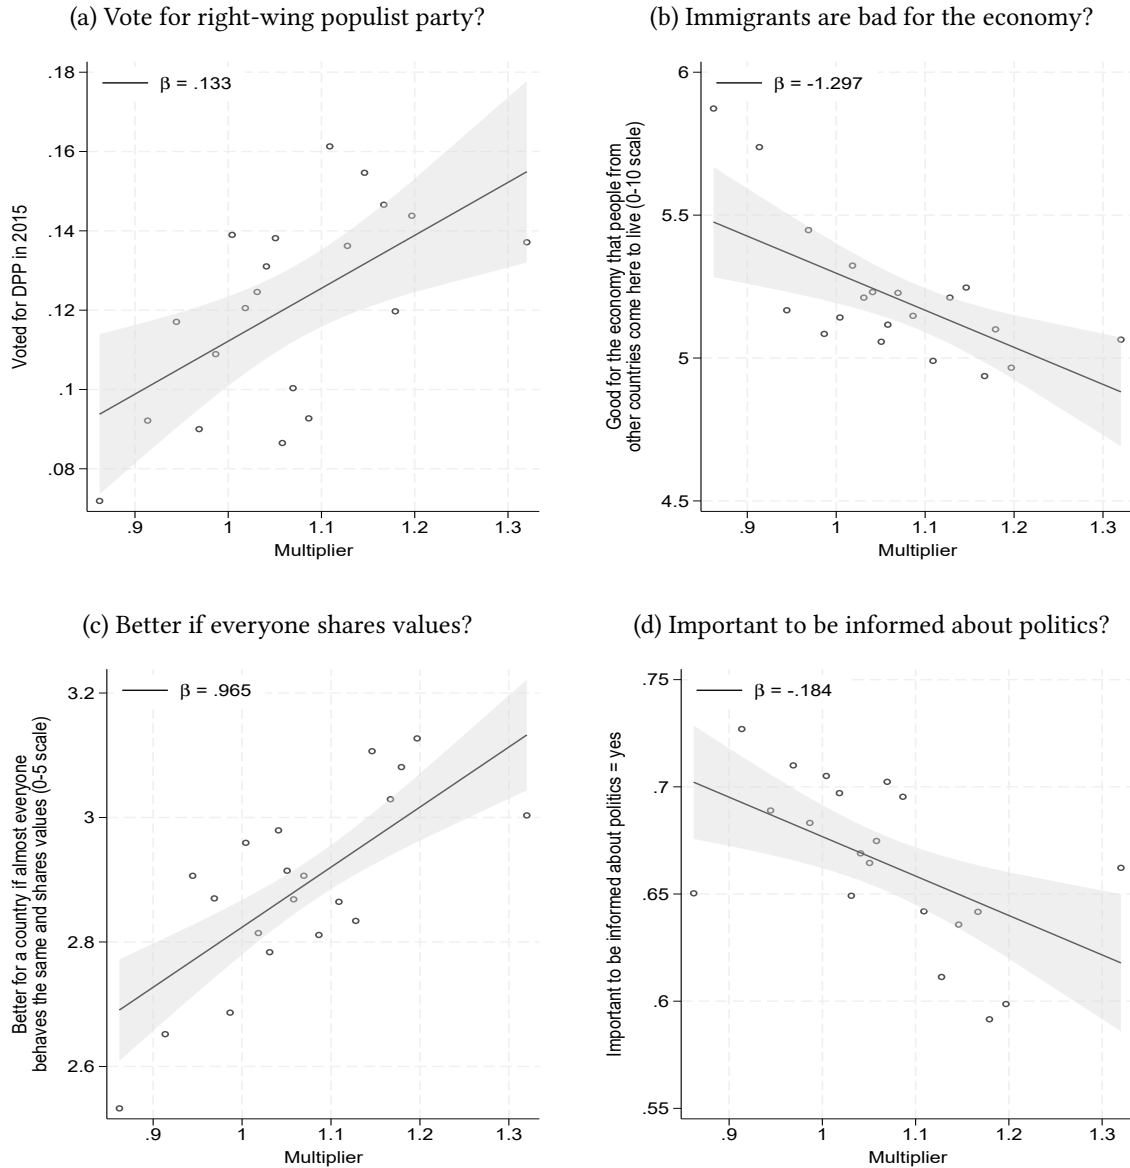 (a) Vote for right-wing populist party?
β = .133
Voted for DPP in 2015
.18
.16
.14
.12
.1
.08
.9 1 1.1 1.2 1.3
Multiplier
(b) Immigrants are bad for the economy?
β = -1.297
Good for the economy that people from
other countries come here to live (0-10 scale)
6
5.5
5
4.5
.9 1 1.1 1.2 1.3
Multiplier
(c) Better if everyone shares values?
β = .965
Better for a country if almost everyone
behaves the same and shares values (0-5 scale)
3.2
3
2.8
2.6
.9 1 1.1 1.2 1.3
Multiplier
(d) Important to be informed about politics?
β = -.184
Important to be informed about politics = yes
.75
.7
.65
.6
.55
.9 1 1.1 1.2 1.3
Multiplier